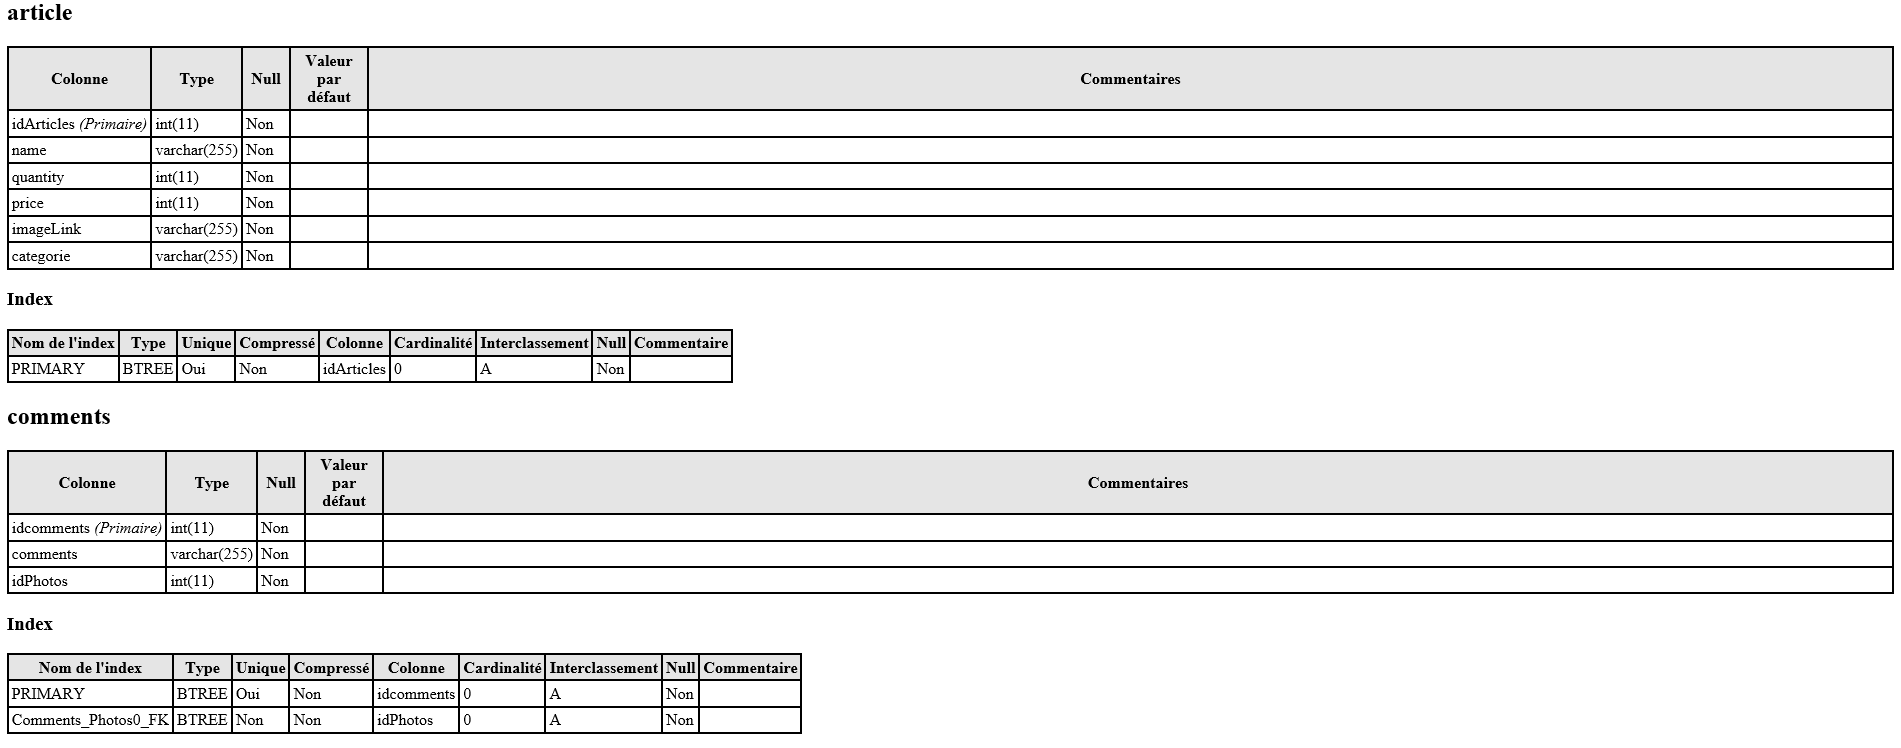 article
Colonne Type Null Valeur par défaut Commentaires
idArticles (Primaire) int(11) Non
name varchar(255) Non
quantity int(11) Non
price int(11) Non
imageLink varchar(255) Non
categorie varchar(255) Non
Index
Nom de l'index Type Unique Compressé Colonne Cardinalité Interclassement Null Commentaire
PRIMARY BTREE Oui Non idArticles 0 A Non
comments
Colonne Type Null Valeur par défaut Commentaires
idcomments (Primaire) int(11) Non
comments varchar(255) Non
idPhotos int(11) Non
Index
Nom de l'index Type Unique Compressé Colonne Cardinalité Interclassement Null Commentaire
PRIMARY BTREE Oui Non idcomments 0 A Non
Comments_Photos0_FK BTREE Non Non idPhotos 0 A Non